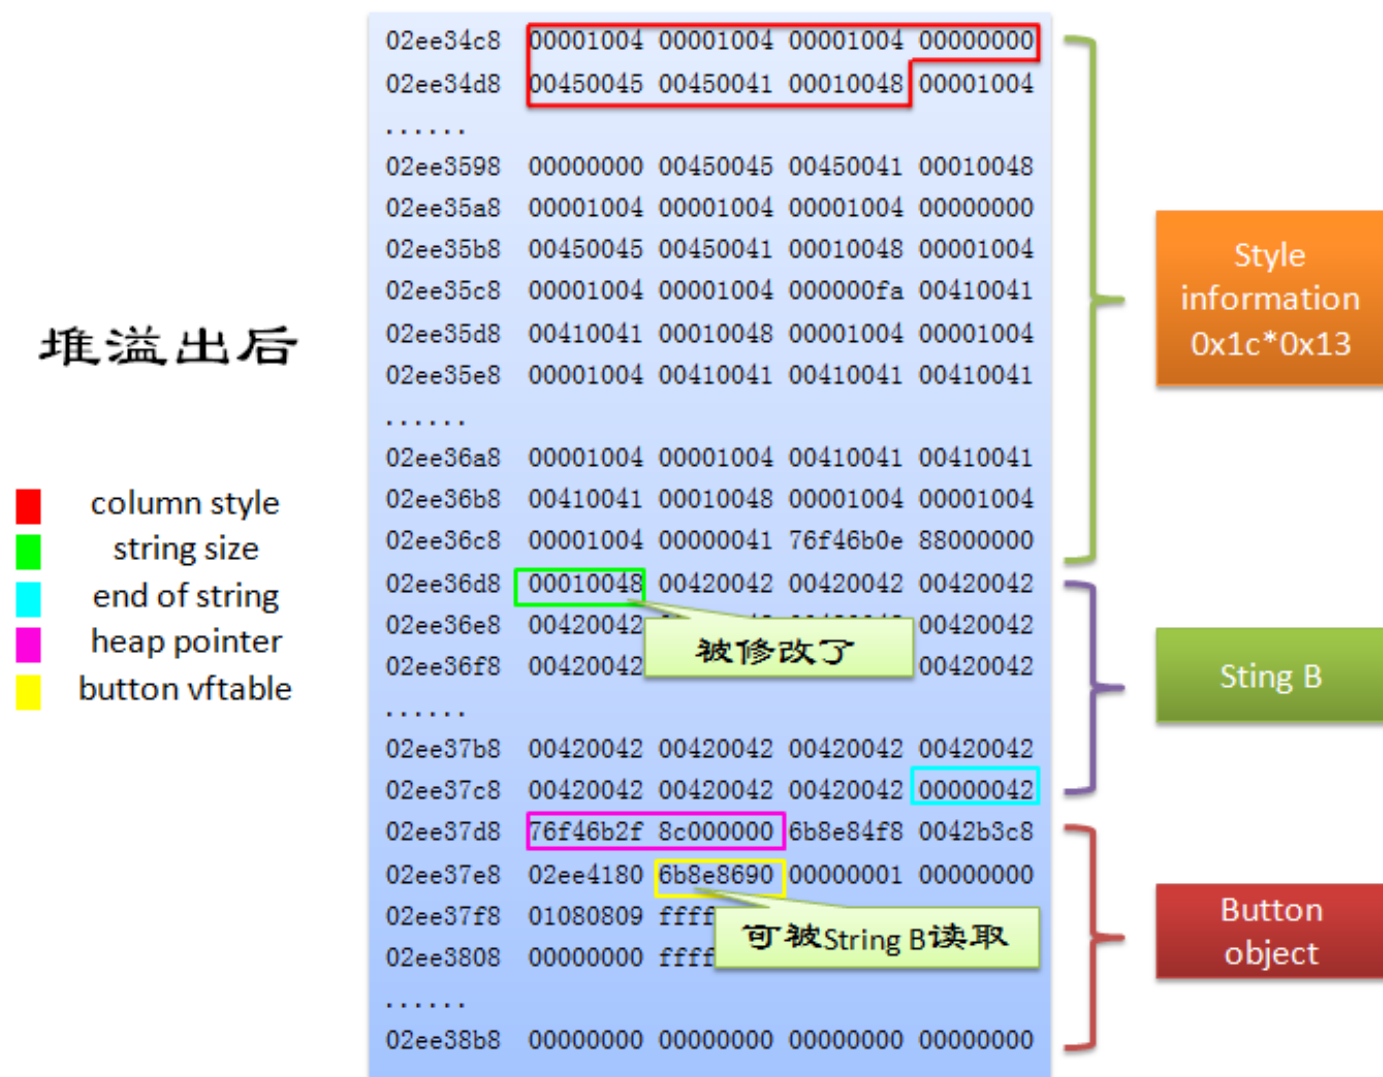 02ee34c8 00001004 00001004 00001004 00000000
02ee34d8 00450045 00450041 00010048 00001004
......
02ee3598 00000000 00450045 00450041 00010048
02ee35a8 00001004 00001004 00001004 00000000
02ee35b8 00450045 00450041 00010048 00001004
02ee35c8 00001004 00001004 000000fa 00410041
02ee35d8 00410041 00010048 00001004 00001004
02ee35e8 00001004 00410041 00410041 00410041
......
02ee36a8 00001004 00001004 00410041 00410041
02ee36b8 00410041 00010048 00001004 00001004
02ee36c8 00001004 00000041 76f46b0e 88000000
02ee36d8 00010048 00420042 00420042 00420042
02ee36e8 00420042 00420042
02ee36f8 00420042 00420042
......
02ee37b8 00420042 00420042 00420042 00420042
02ee37c8 00420042 00420042 00420042 00000042
02ee37d8 76f46b2f 8c000000 6b8e84f8 0042b3c8
02ee37e8 02ee4180 6b8e8690 00000001 00000000
02ee37f8 01080809 ffff
02ee3808 00000000 ffff
......
02ee38b8 00000000 00000000 00000000 00000000
被修改了
可被String B读取
堆溢出后
column style
string size
end of string
heap pointer
button vftable
Style
information
0x1c*0x13
Sting B
Button
object